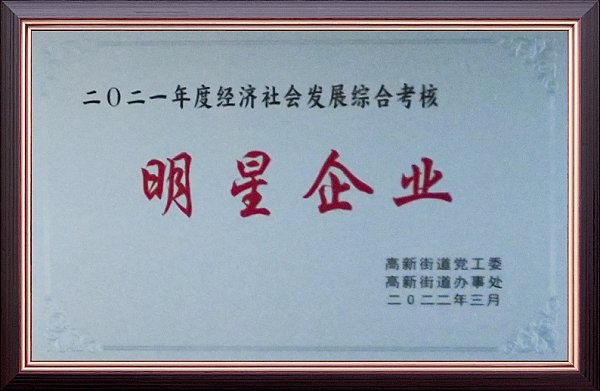 二〇二一年度经济社会发展综合考核
明星企业
高新街道党工委
高新街道办事处
二〇二二年三月